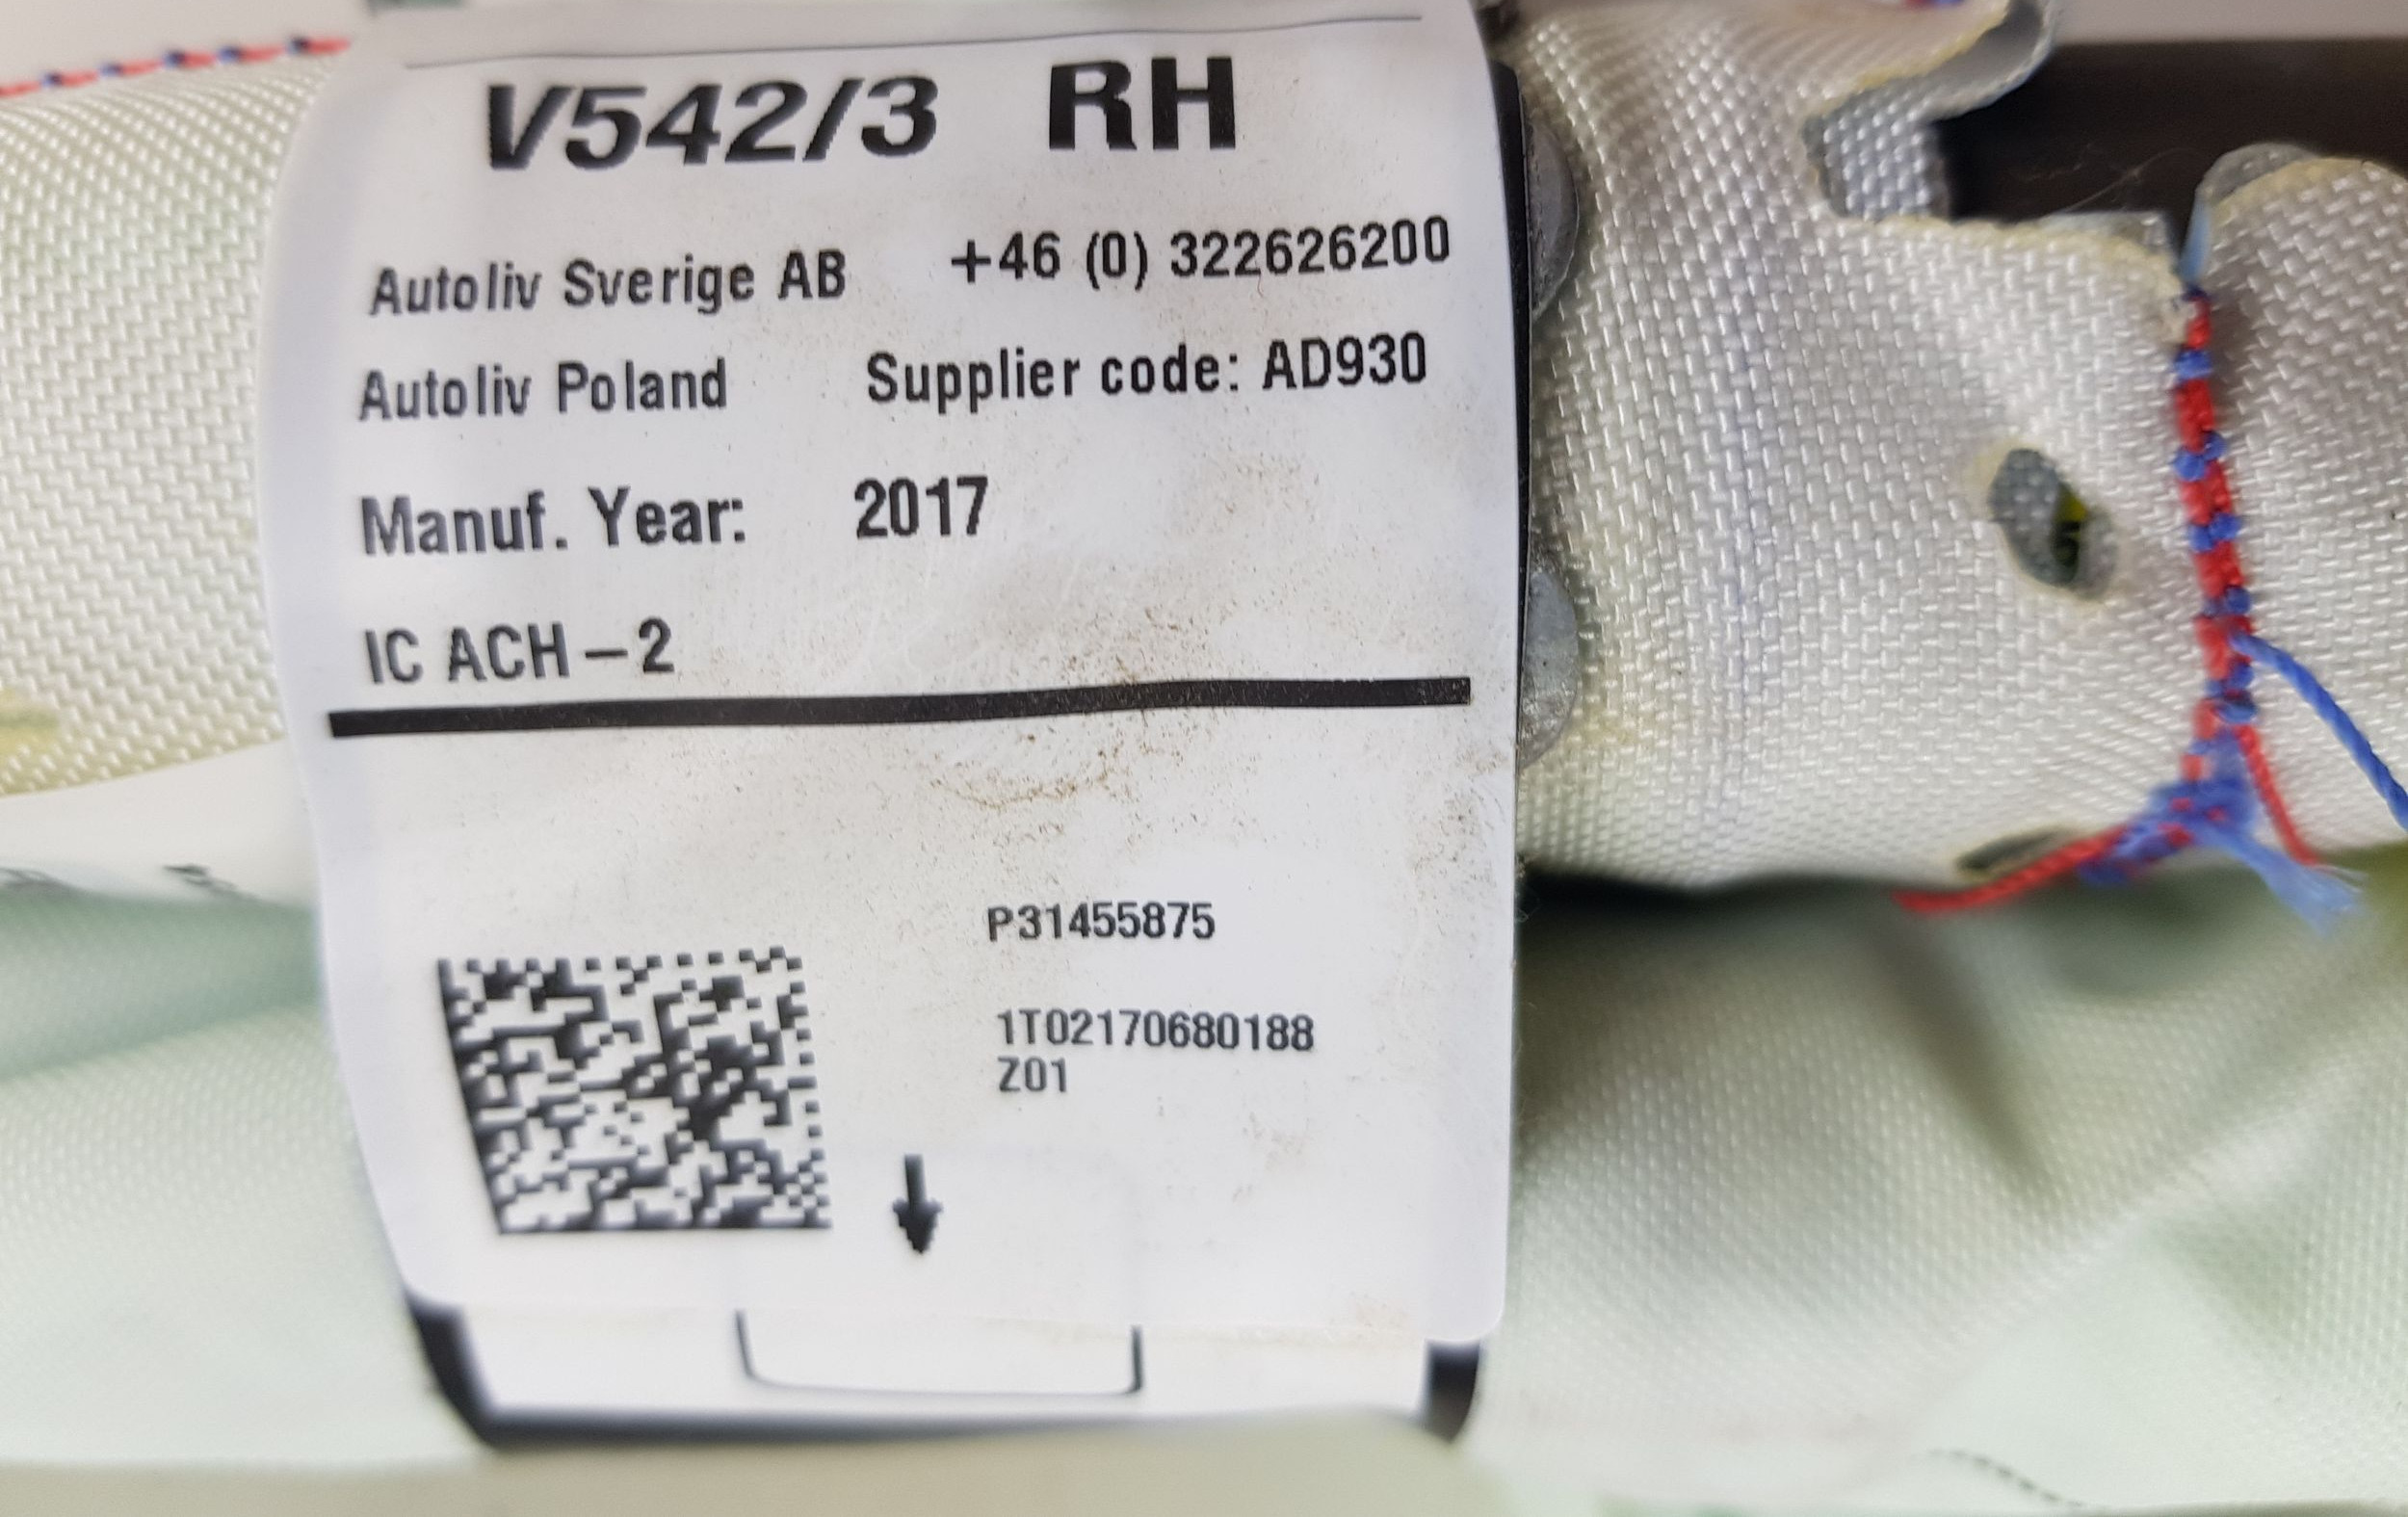 V542/3 RH
Autoliv Sverige AB +46 (0) 322626200
Autoliv Poland Supplier code: AD930
Manuf. Year: 2017
IC ACH-2
P31455875
1T02170680188
Z01